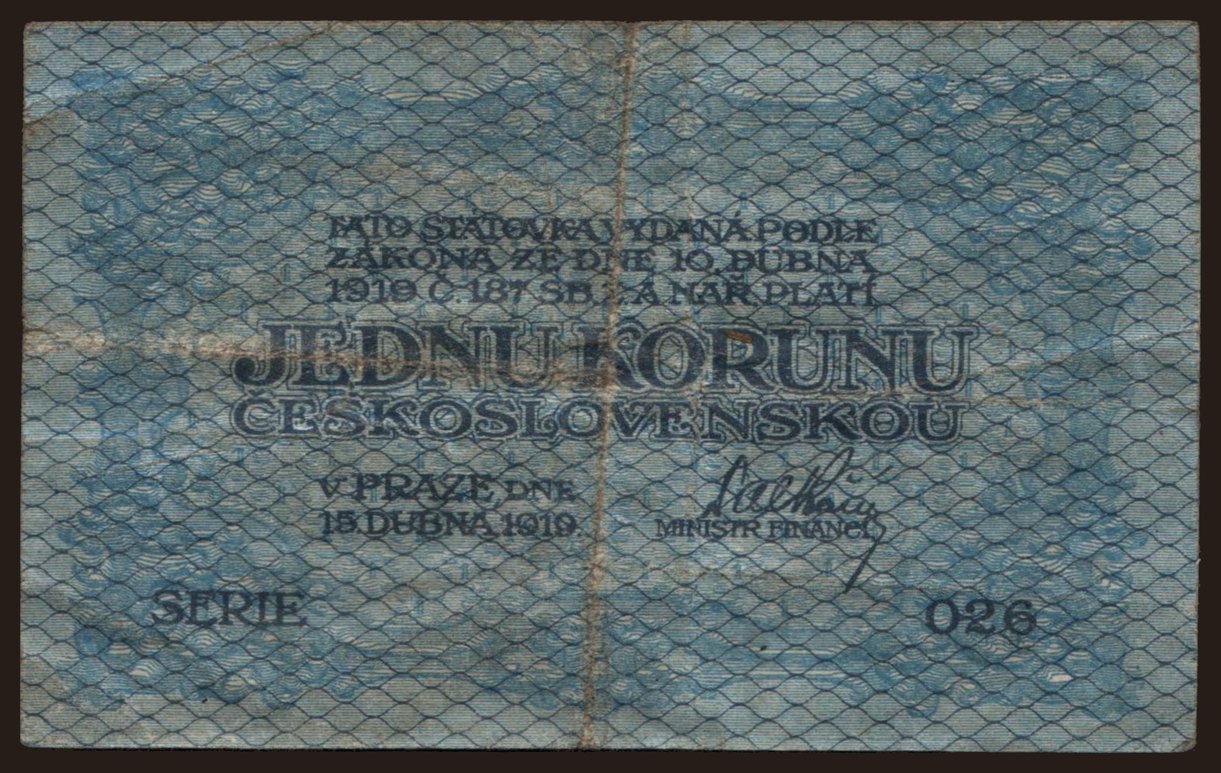 TATO STÁTOVKA VYDANÁ PODLE
ZÁKONA ZE DNE 10. DUBNA
1919 Č. 187 SB. Z. A NAŘ. PLATÍ
JEDNU KORUNU
ČESKOSLOVENSKOU
V PRAZE DNE
15. DUBNA 1919.
MINISTR FINANCÍ
SERIE
026